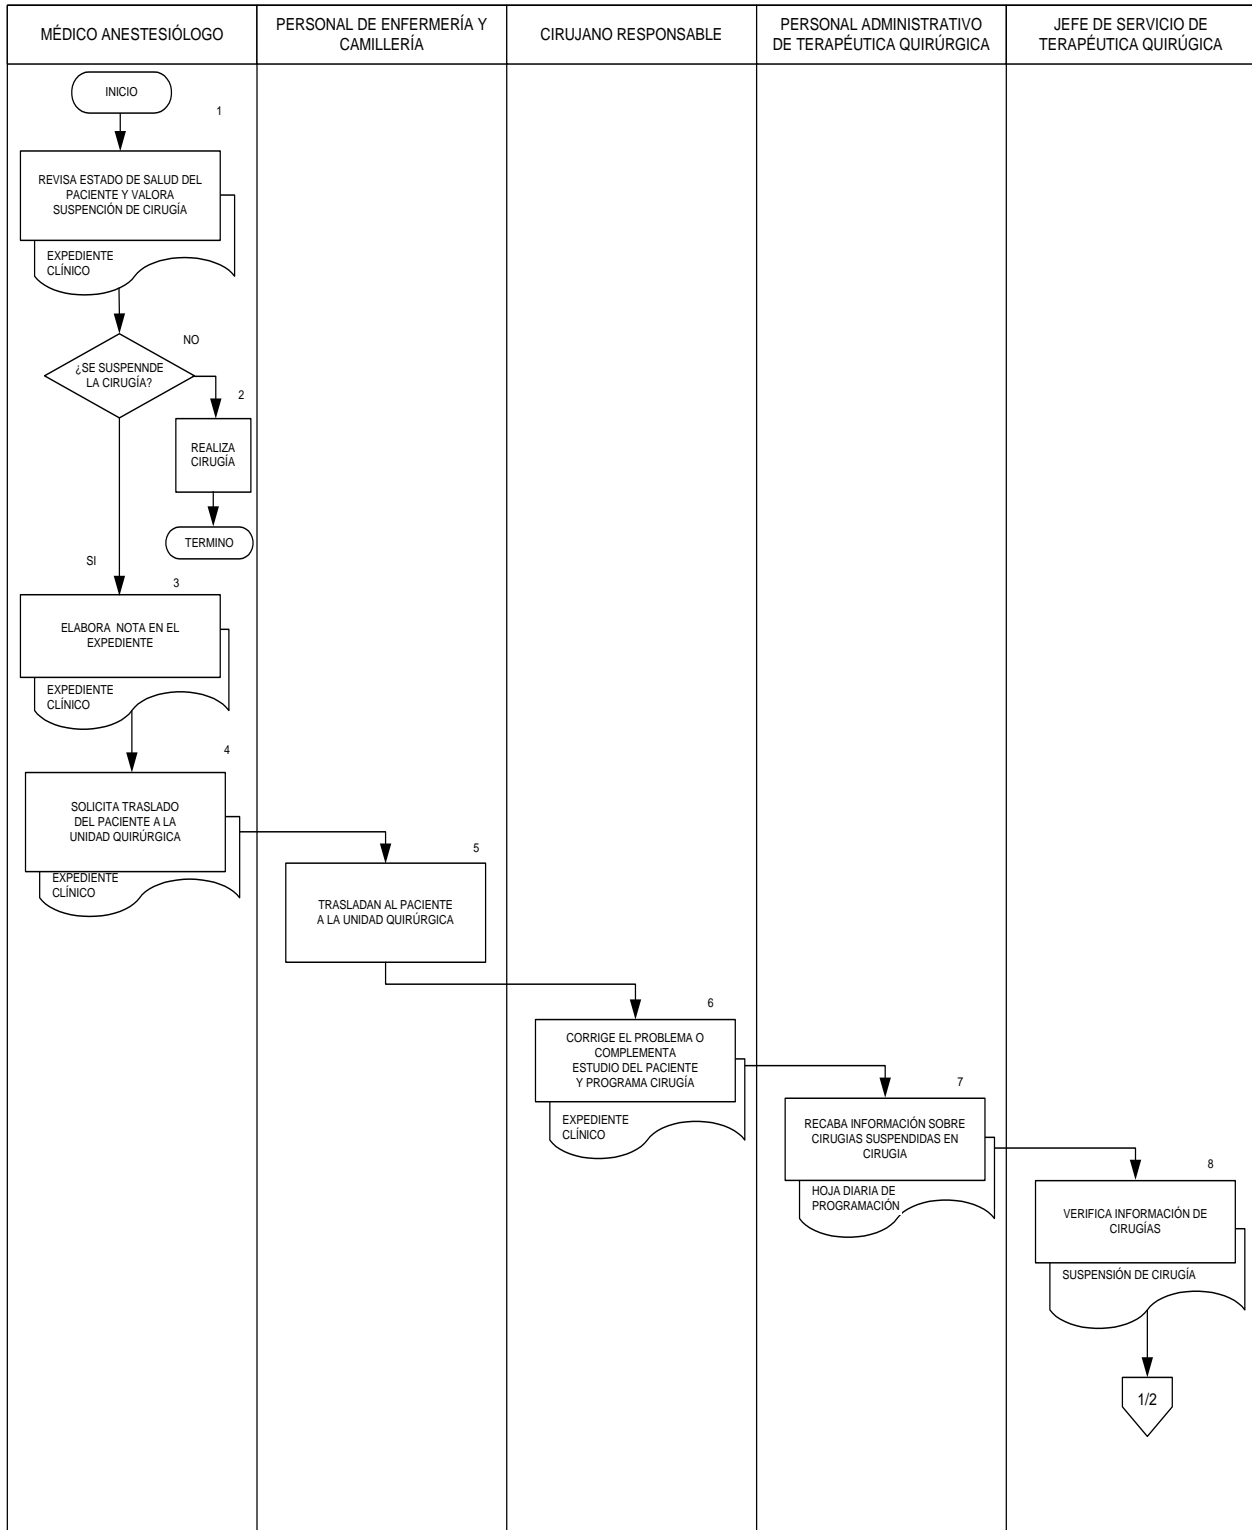 MÉDICO ANESTESIÓLOGO
PERSONAL DE ENFERMERÍA Y
CAMILLERÍA
CIRUJANO RESPONSABLE
PERSONAL ADMINISTRATIVO
DE TERAPÉUTICA QUIRÚRGICA
JEFE DE SERVICIO DE
TERAPÉUTICA QUIRÚGICA
INICIO
1
REVISA ESTADO DE SALUD DEL
PACIENTE Y VALORA
SUSPENCIÓN DE CIRUGÍA
EXPEDIENTE
CLÍNICO
¿SE SUSPENNDE
LA CIRUGÍA?
NO
2
REALIZA
CIRUGÍA
TERMINO
SI
3
ELABORA NOTA EN EL
EXPEDIENTE
EXPEDIENTE
CLÍNICO
4
SOLICITA TRASLADO
DEL PACIENTE A LA
UNIDAD QUIRÚRGICA
EXPEDIENTE
CLÍNICO
5
TRASLADAN AL PACIENTE
A LA UNIDAD QUIRÚRGICA
6
CORRIGE EL PROBLEMA O
COMPLEMENTA
ESTUDIO DEL PACIENTE
Y PROGRAMA CIRUGÍA
EXPEDIENTE
CLÍNICO
7
RECABA INFORMACIÓN SOBRE
CIRUGIAS SUSPENDIDAS EN
CIRUGIA
HOJA DIARIA DE
PROGRAMACIÓN
8
VERIFICA INFORMACIÓN DE
CIRUGÍAS
SUSPENSIÓN DE CIRUGÍA
1/2